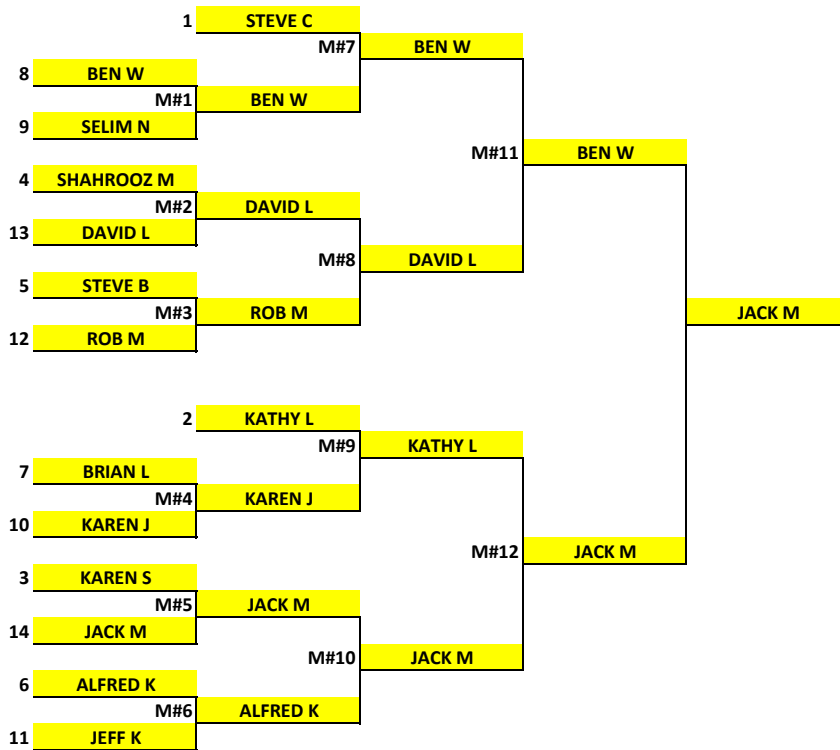 1 STEVE C
M#7 BEN W
8 BEN W
M#1 BEN W
9 SELIM N
M#11 BEN W
4 SHAHROOZ M
M#2 DAVID L
13 DAVID L
M#8 DAVID L
5 STEVE B
M#3 ROB M
JACK M
12 ROB M
2 KATHY L
M#9 KATHY L
7 BRIAN L
M#4 KAREN J
10 KAREN J
M#12 JACK M
3 KAREN S
M#5 JACK M
14 JACK M
M#10 JACK M
6 ALFRED K
M#6 ALFRED K
11 JEFF K